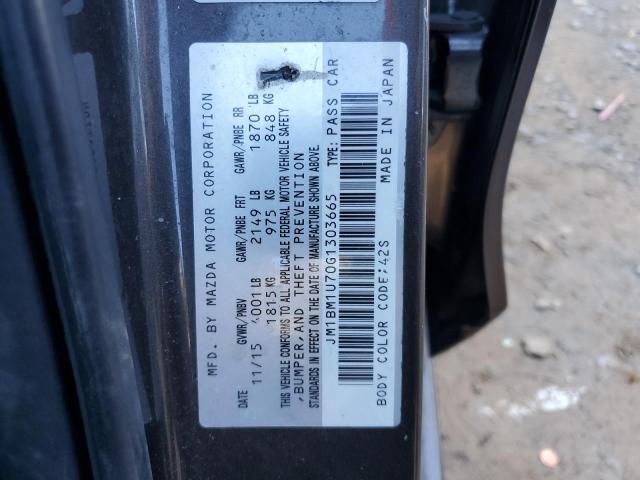 MFD. BY MAZDA MOTOR CORPORATION
DATE GVWR/PNBV GAWR/PNBE FRT GAWR/PNBE RR
11/15 4001LB 2149 LB 1870 LB
1815KG 975 KG 848 KG
THIS VEHICLE CONFORMS TO ALL APPLICABLE FEDERAL MOTOR VEHICLE SAFETY
,BUMPER,AND THEFT PREVENTION
STANDARDS IN EFFECT ON THE DATE OF MANUFACTURE SHOWN ABOVE.
JM1BM1U70G1303665 TYPE: PASS CAR
BODY COLOR CODE:42S MADE IN JAPAN